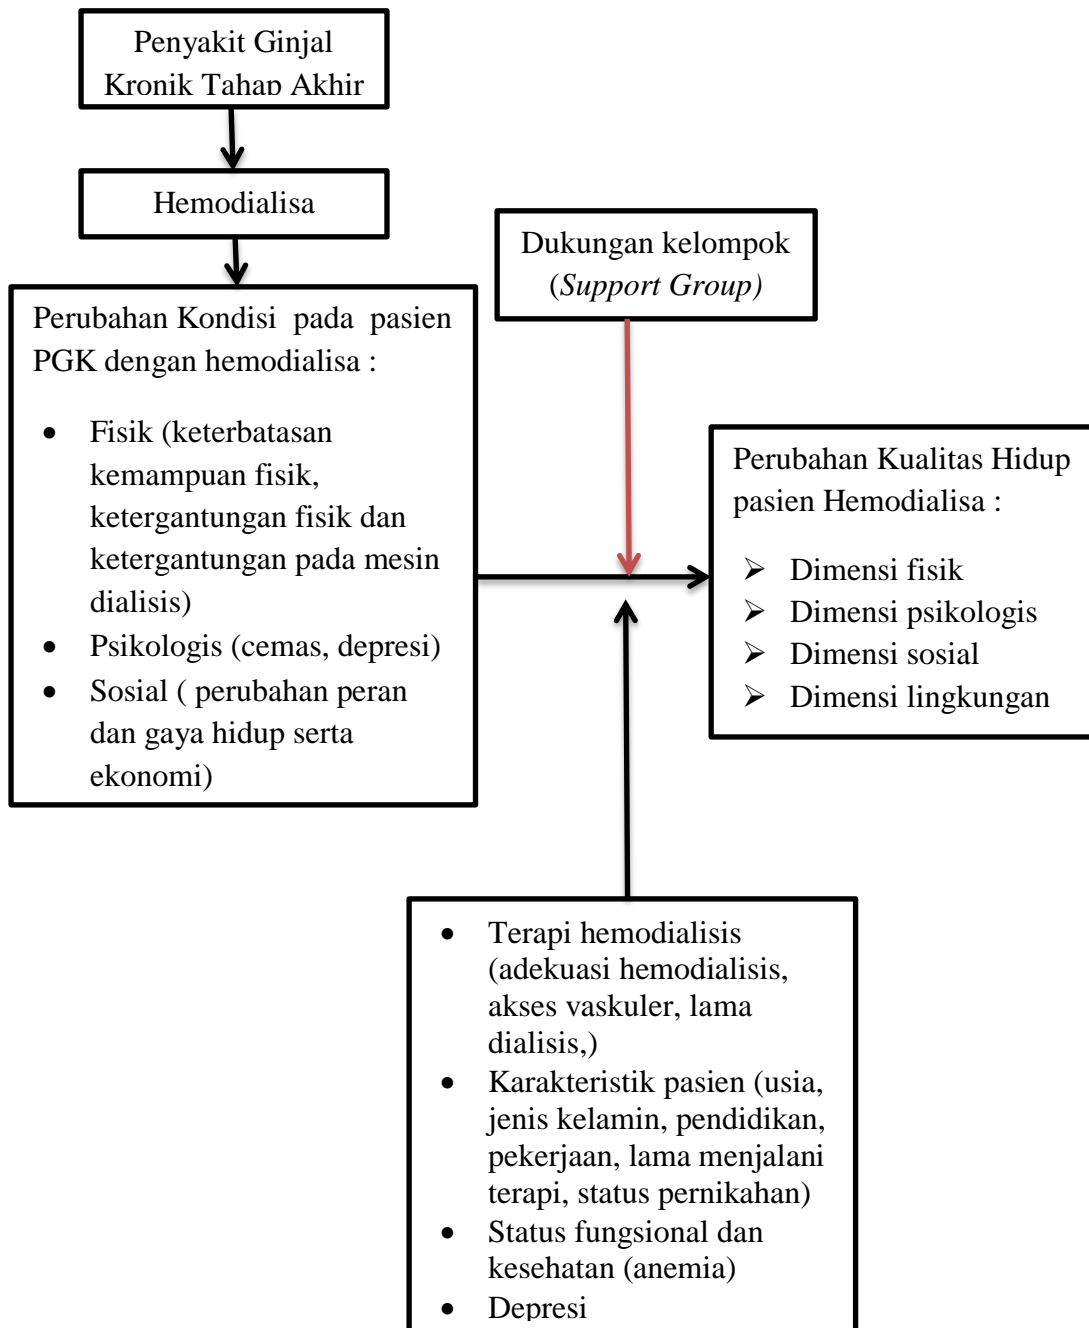 Penyakit Ginjal
Kronik Tahap Akhir
Hemodialisa
Dukungan kelompok
(Support Group)
Perubahan Kondisi pada pasien
PGK dengan hemodialisa :
• Fisik (keterbatasan
kemampuan fisik,
ketergantungan fisik dan
ketergantungan pada mesin
dialisis)
• Psikologis (cemas, depresi)
• Sosial ( perubahan peran
dan gaya hidup serta
ekonomi)
Perubahan Kualitas Hidup
pasien Hemodialisa :
➢ Dimensi fisik
➢ Dimensi psikologis
➢ Dimensi sosial
➢ Dimensi lingkungan
• Terapi hemodialisis
(adekuasi hemodialisis,
akses vaskuler, lama
dialisis,)
• Karakteristik pasien (usia,
jenis kelamin, pendidikan,
pekerjaan, lama menjalani
terapi, status pernikahan)
• Status fungsional dan
kesehatan (anemia)
• Depresi